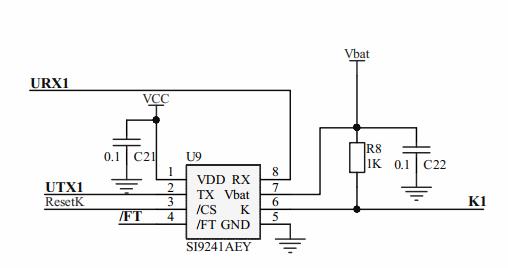 Vbat
URX1
VCC
0.1 C21
U9
R8
1K
0.1 C22
1 VDD RX 8
UTX1 2 TX Vbat 7
ResetK 3 /CS K 6 K1
/FT 4 /FT GND 5
SI9241AEY